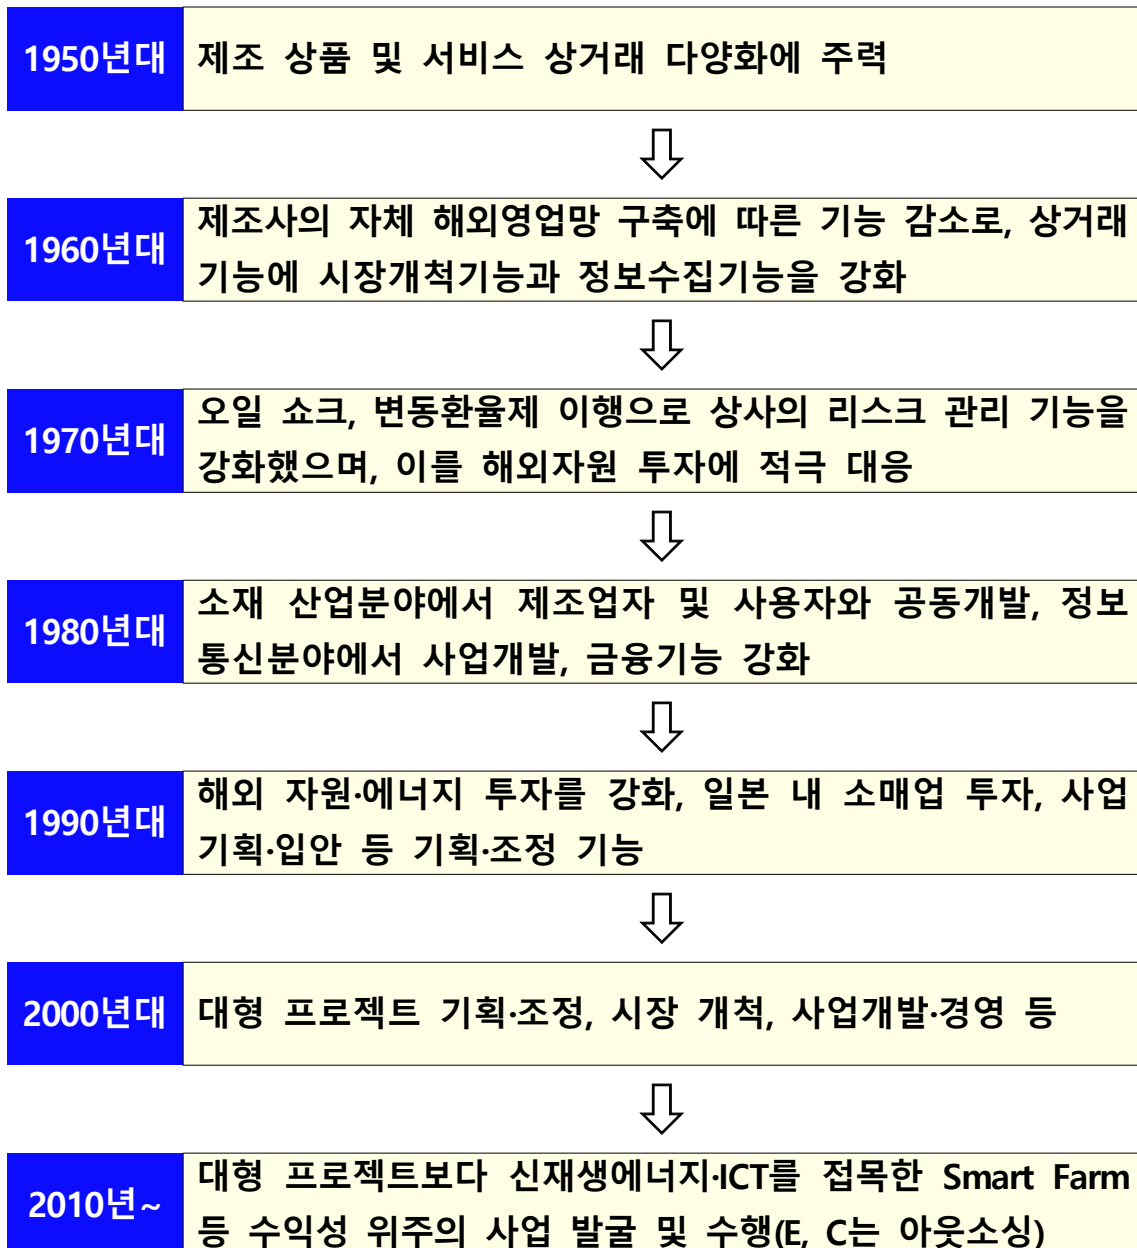 1950년대
제조 상품 및 서비스 상거래 다양화에 주력
1960년대
제조사의 자체 해외영업망 구축에 따른 기능 감소로, 상거래
기능에 시장개척기능과 정보수집기능을 강화
1970년대
오일 쇼크, 변동환율제 이행으로 상사의 리스크 관리 기능을
강화했으며, 이를 해외자원 투자에 적극 대응
1980년대
소재 산업분야에서 제조업자 및 사용자와 공동개발, 정보
통신분야에서 사업개발, 금융기능 강화
1990년대
해외 자원·에너지 투자를 강화, 일본 내 소매업 투자, 사업
기획·입안 등 기획·조정 기능
2000년대
대형 프로젝트 기획·조정, 시장 개척, 사업개발·경영 등
2010년~
대형 프로젝트보다 신재생에너지·ICT를 접목한 Smart Farm
등 수익성 위주의 사업 발굴 및 수행(E, C는 아웃소싱)